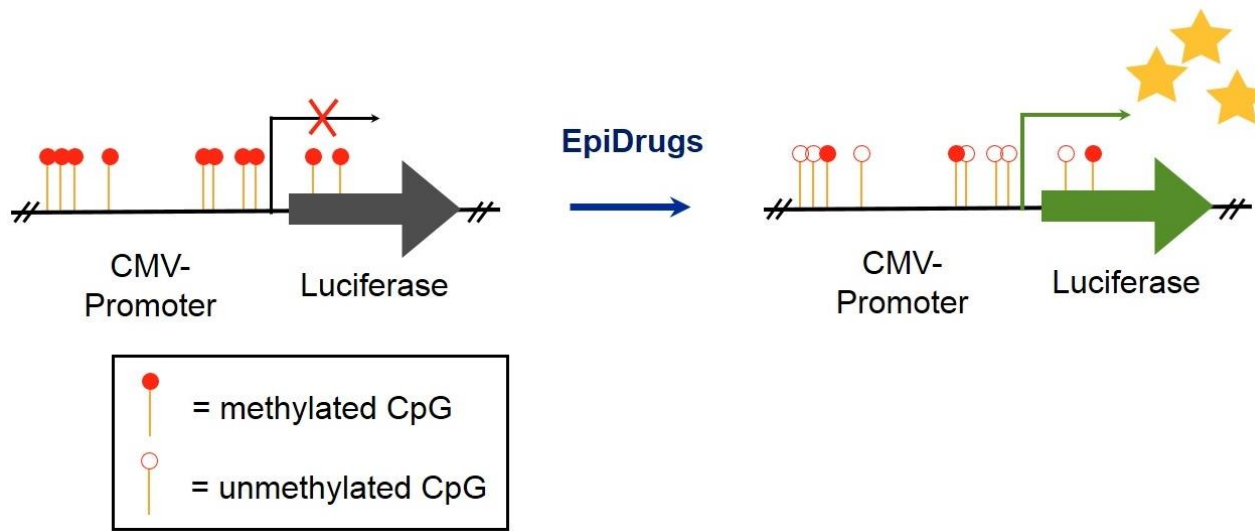 EpiDrugs
CMV-
Promoter
Luciferase
CMV-
Promoter
Luciferase
= methylated CpG
= unmethylated CpG